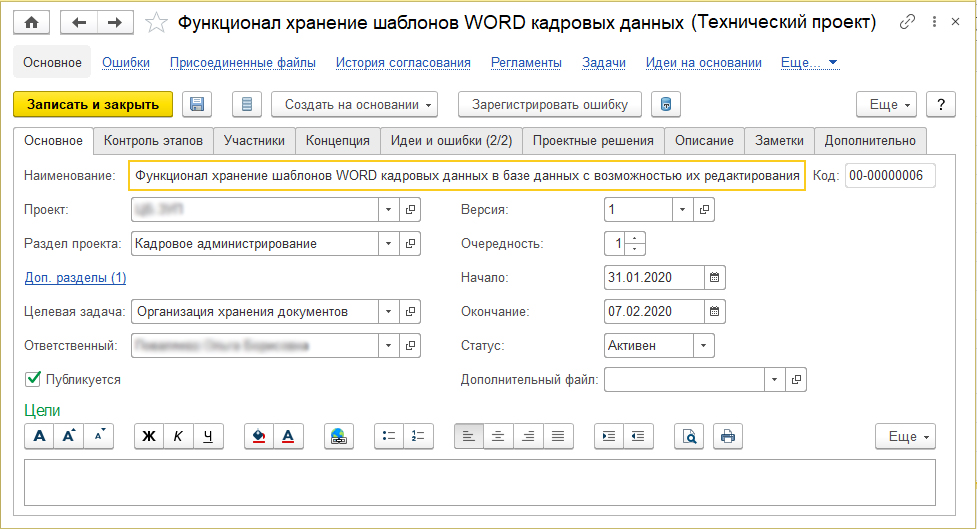 Функционал хранение шаблонов WORD кадровых данных (Технический проект)
Основное Ошибки Присоединенные файлы История согласования Регламенты Задачи Идеи на основании Еще...
Записать и закрыть Создать на основании Зарегистрировать ошибку Еще ?
Основное Контроль этапов Участники Концепция Идеи и ошибки (2/2) Проектные решения Описание Заметки Дополнительно
Наименование: Функционал хранение шаблонов WORD кадровых данных в базе данных с возможностью их редактирования Код: 00-00000006
Проект: Версия: 1
Раздел проекта: Кадровое администрирование Очередность: 1
Доп. разделы (1) Начало: 31.01.2020
Целевая задача: Организация хранения документов Окончание: 07.02.2020
Ответственный: Статус: Активен
Публикуется Дополнительный файл:
Цели
А А А Ж К Ч А Еще